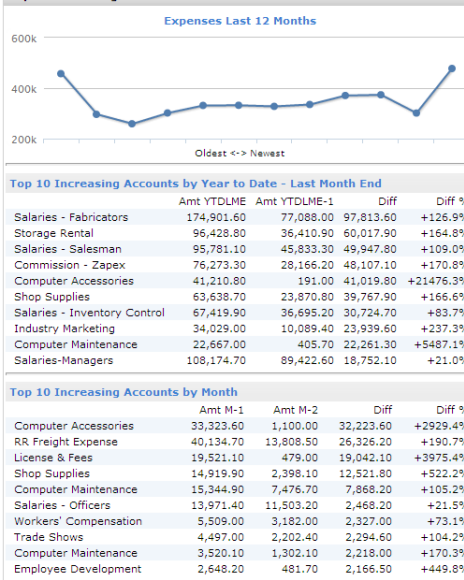 Expenses Last 12 Months
600k
400k
200k
Oldest <-> Newest
Top 10 Increasing Accounts by Year to Date - Last Month End
Amt YTDLME Amt YTDLME-1 Diff Diff %
Salaries - Fabricators 174,901.60 77,088.00 97,813.60 +126.9%
Storage Rental 96,428.80 36,410.90 60,017.90 +164.8%
Salaries - Salesman 95,781.10 45,833.30 49,947.80 +109.0%
Commission - Zapex 76,273.30 28,166.20 48,107.10 +170.8%
Computer Accessories 41,210.80 191.00 41,019.80 +21476.3%
Shop Supplies 63,638.70 23,870.80 39,767.90 +166.6%
Salaries - Inventory Control 67,419.90 36,695.20 30,724.70 +83.7%
Industry Marketing 34,029.00 10,089.40 23,939.60 +237.3%
Computer Maintenance 22,667.00 405.70 22,261.30 +5487.1%
Salaries-Managers 108,174.70 89,422.60 18,752.10 +21.0%
Top 10 Increasing Accounts by Month
Amt M-1 Amt M-2 Diff Diff %
Computer Accessories 33,323.60 1,100.00 32,223.60 +2929.4%
RR Freight Expense 40,134.70 13,808.50 26,326.20 +190.7%
License & Fees 19,521.10 479.00 19,042.10 +3975.4%
Shop Supplies 14,919.90 2,398.10 12,521.80 +522.2%
Computer Maintenance 15,344.90 7,476.70 7,868.20 +105.2%
Salaries - Officers 13,971.40 11,503.20 2,468.20 +21.5%
Workers' Compensation 5,509.00 3,182.00 2,327.00 +73.1%
Trade Shows 4,497.00 2,202.40 2,294.60 +104.2%
Computer Maintenance 3,520.10 1,302.10 2,218.00 +170.3%
Employee Development 2,648.20 481.70 2,166.50 +449.8%